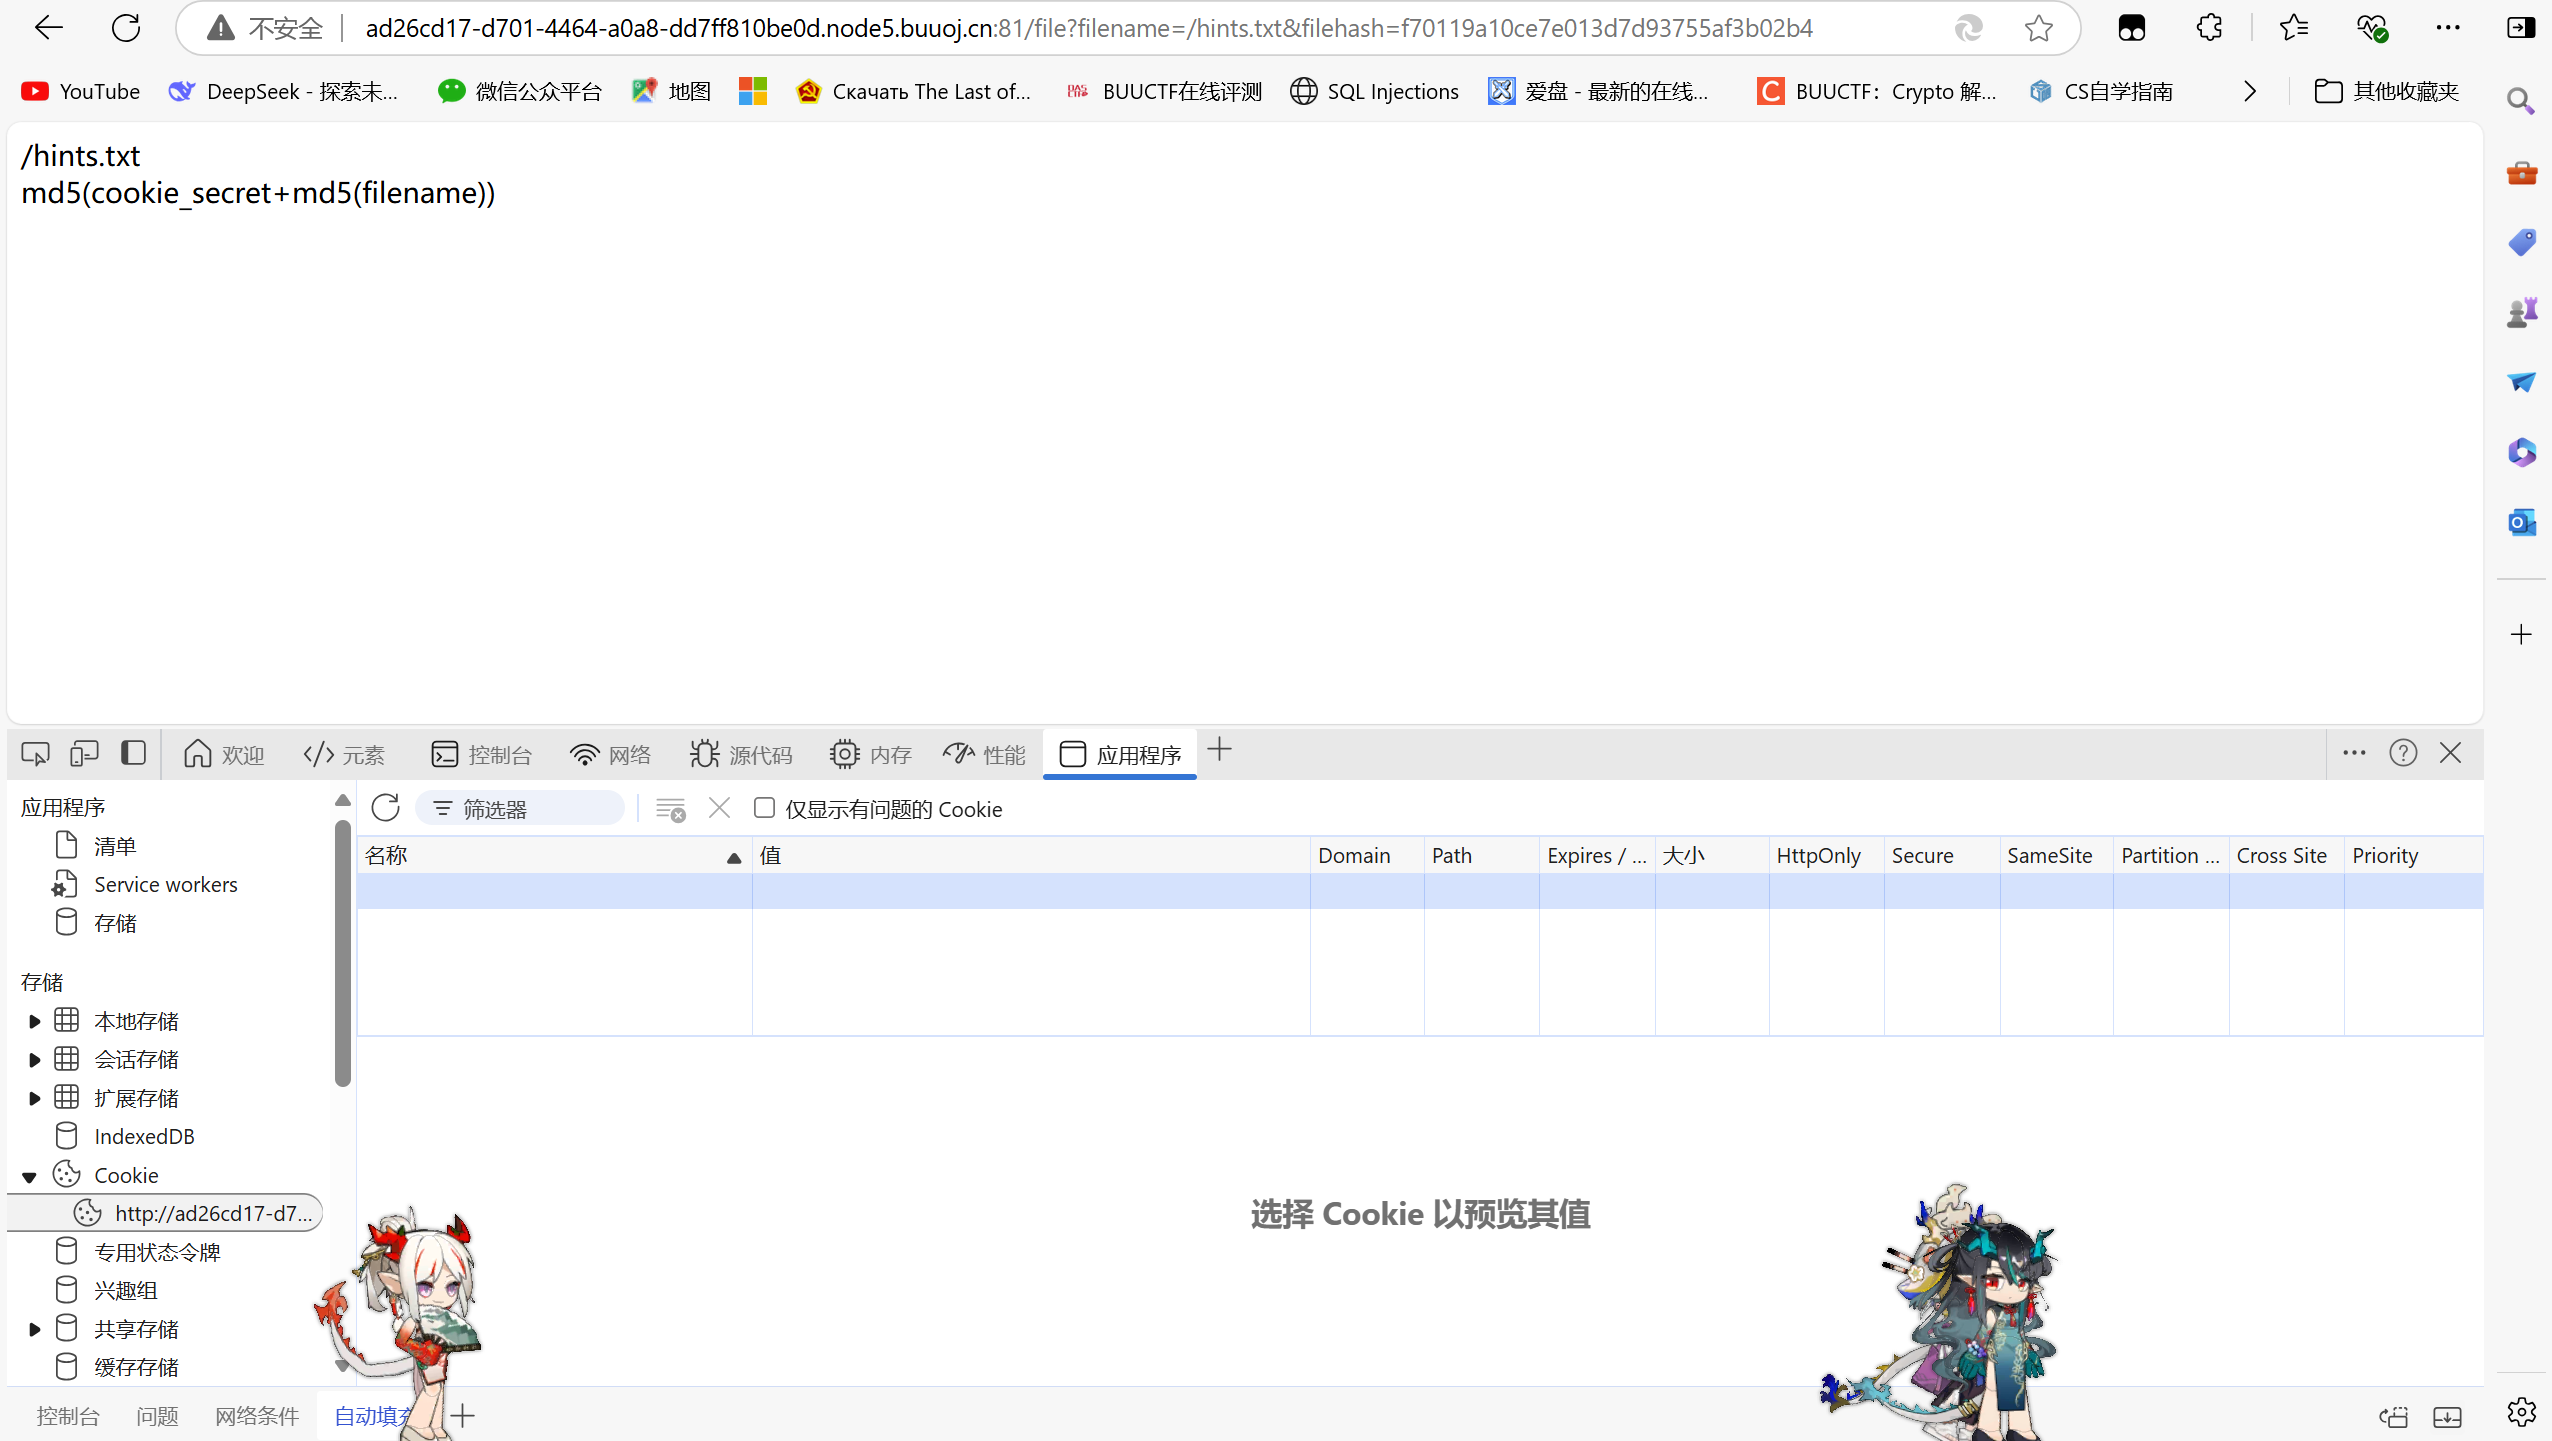 不安全
ad26cd17-d701-4464-a0a8-dd7ff810be0d.node5.buuoj.cn:81/file?filename=/hints.txt&filehash=f70119a10ce7e013d7d93755af3b02b4
YouTube
DeepSeek - 探索未...
微信公众平台
地图
Скачать The Last of...
BUUCTF在线评测
SQL Injections
爱盘 - 最新的在线...
BUUCTF：Crypto 解...
CS自学指南
其他收藏夹
/hints.txt
md5(cookie_secret+md5(filename))
欢迎
元素
控制台
网络
源代码
内存
性能
应用程序
应用程序
清单
Service workers
存储
存储
本地存储
会话存储
扩展存储
IndexedDB
Cookie
http://ad26cd17-d7...
专用状态令牌
兴趣组
共享存储
缓存存储
筛选器
仅显示有问题的 Cookie
名称
值
Domain
Path
Expires / ...
大小
HttpOnly
Secure
SameSite
Partition ...
Cross Site
Priority
选择 Cookie 以预览其值
控制台
问题
网络条件
自动填充